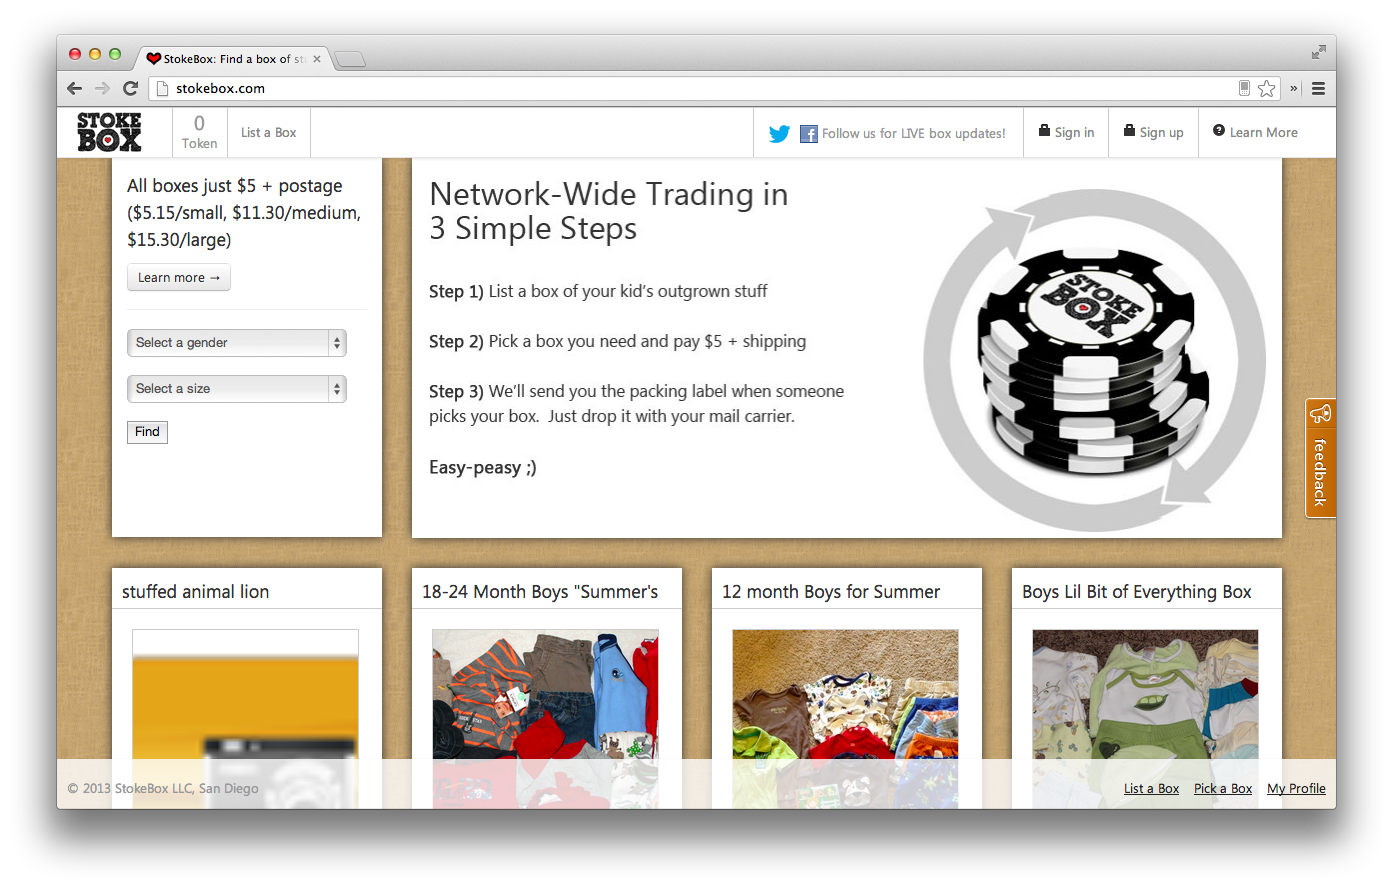 StokeBox: Find a box of st
stokebox.com
STOKE
BOX
0
Token
List a Box
Follow us for LIVE box updates!
Sign in
Sign up
Learn More
All boxes just $5 + postage
($5.15/small, $11.30/medium,
$15.30/large)
Learn more →
Select a gender
Select a size
Find
Network-Wide Trading in
3 Simple Steps
Step 1) List a box of your kid's outgrown stuff
Step 2) Pick a box you need and pay $5 + shipping
Step 3) We'll send you the packing label when someone
picks your box.  Just drop it with your mail carrier.
Easy-peasy ;)
STOKE
BOX
feedback
stuffed animal lion
18-24 Month Boys "Summer's
12 month Boys for Summer
Boys Lil Bit of Everything Box
© 2013 StokeBox LLC, San Diego
List a Box
Pick a Box
My Profile